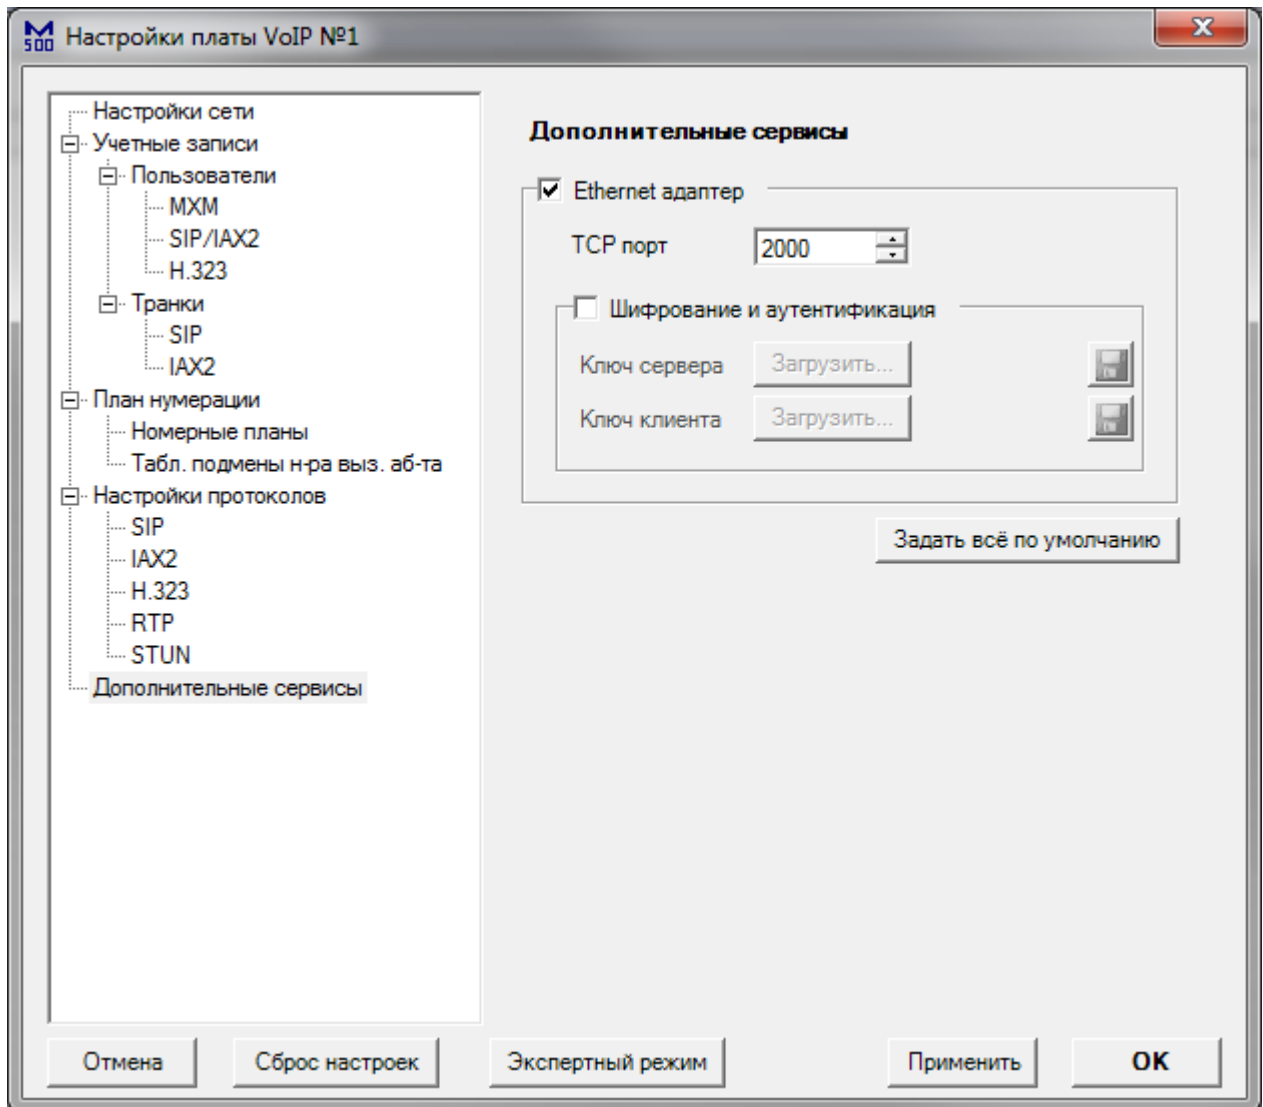 M
500
Настройки платы VoIP №1
X
Настройки сети
Учетные записи
Пользователи
MXM
SIP/IAX2
H.323
Транки
SIP
IAX2
План нумерации
Номерные планы
Табл. подмены н-ра выз. аб-та
Настройки протоколов
SIP
IAX2
H.323
RTP
STUN
Дополнительные сервисы
Дополнительные сервисы
Ethernet адаптер
TCP порт 2000
Шифрование и аутентификация
Ключ сервера Загрузить...
Ключ клиента Загрузить...
Задать всё по умолчанию
Отмена Сброс настроек Экспертный режим Применить OK